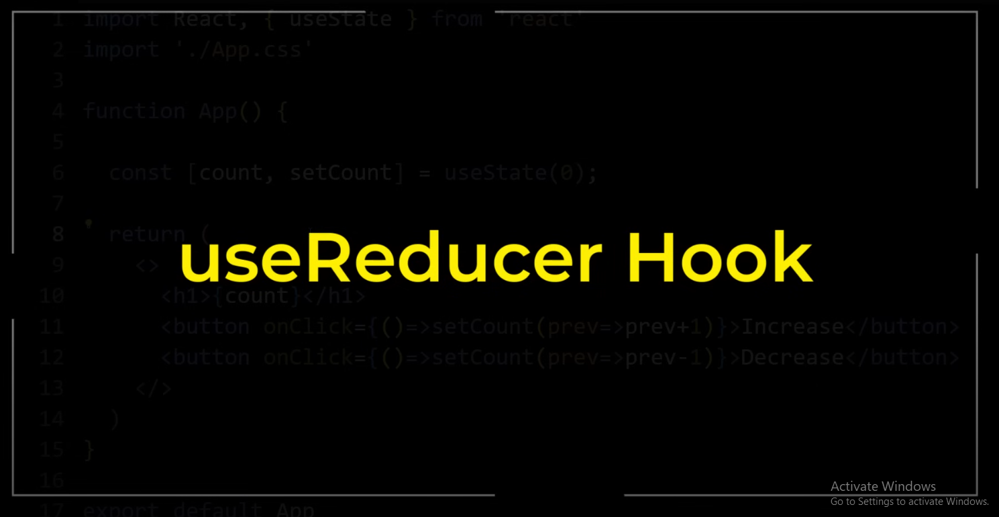 1 import React, { useState } from 'react'
2 import './App.css'
3
4 function App() {
5
6 const [count, setCount] = useState(0);
7
8 return (
useReducer Hook
9 <>
10 <h1>{count}</h1>
11 <button onClick={()=>setCount(prev=>prev+1)}>Increase</button>
12 <button onClick={()=>setCount(prev=>prev-1)}>Decrease</button>
13 </>
14 )
15 }
16
17 export default App
Activate Windows
Go to Settings to activate Windows.